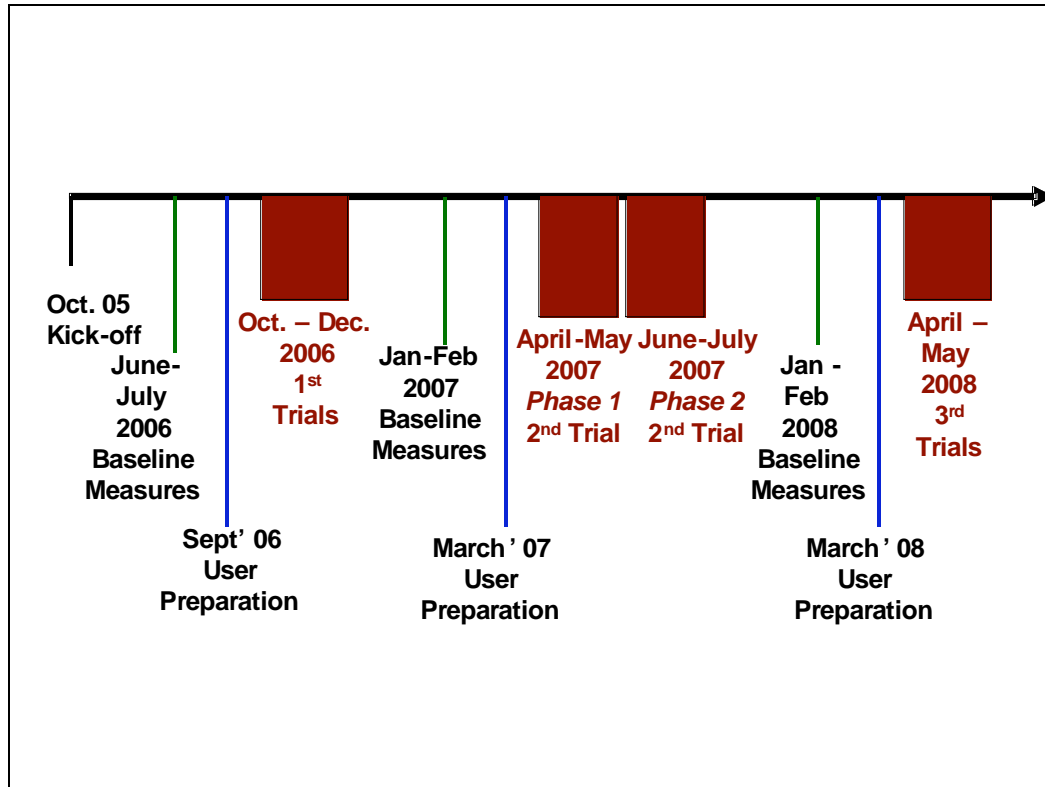 Oct. 05
Kick-off
June-
July
2006
Baseline
Measures
Sept' 06
User
Preparation
Oct. – Dec.
2006
1st
Trials
Jan-Feb
2007
Baseline
Measures
March ' 07
User
Preparation
April-May
2007
Phase 1
2nd Trial
June-July
2007
Phase 2
2nd Trial
Jan -
Feb
2008
Baseline
Measures
March ' 08
User
Preparation
April –
May
2008
3rd
Trials